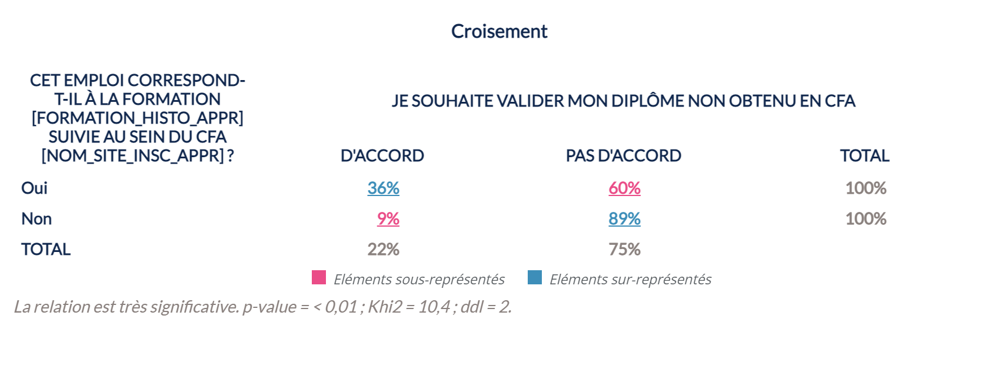 Croisement
CET EMPLOI CORRESPOND-
T-IL À LA FORMATION
[FORMATION_HISTO_APPR]
SUIVIE AU SEIN DU CFA
[NOM_SITE_INSC_APPR] ?
JE SOUHAITE VALIDER MON DIPLÔME NON OBTENU EN CFA
D'ACCORD PAS D'ACCORD TOTAL
Oui 36% 60% 100%
Non 9% 89% 100%
TOTAL 22% 75%
Eléments sous-représentés Eléments sur-représentés
La relation est très significative. p-value = < 0,01 ; Khi2 = 10,4 ; ddl = 2.